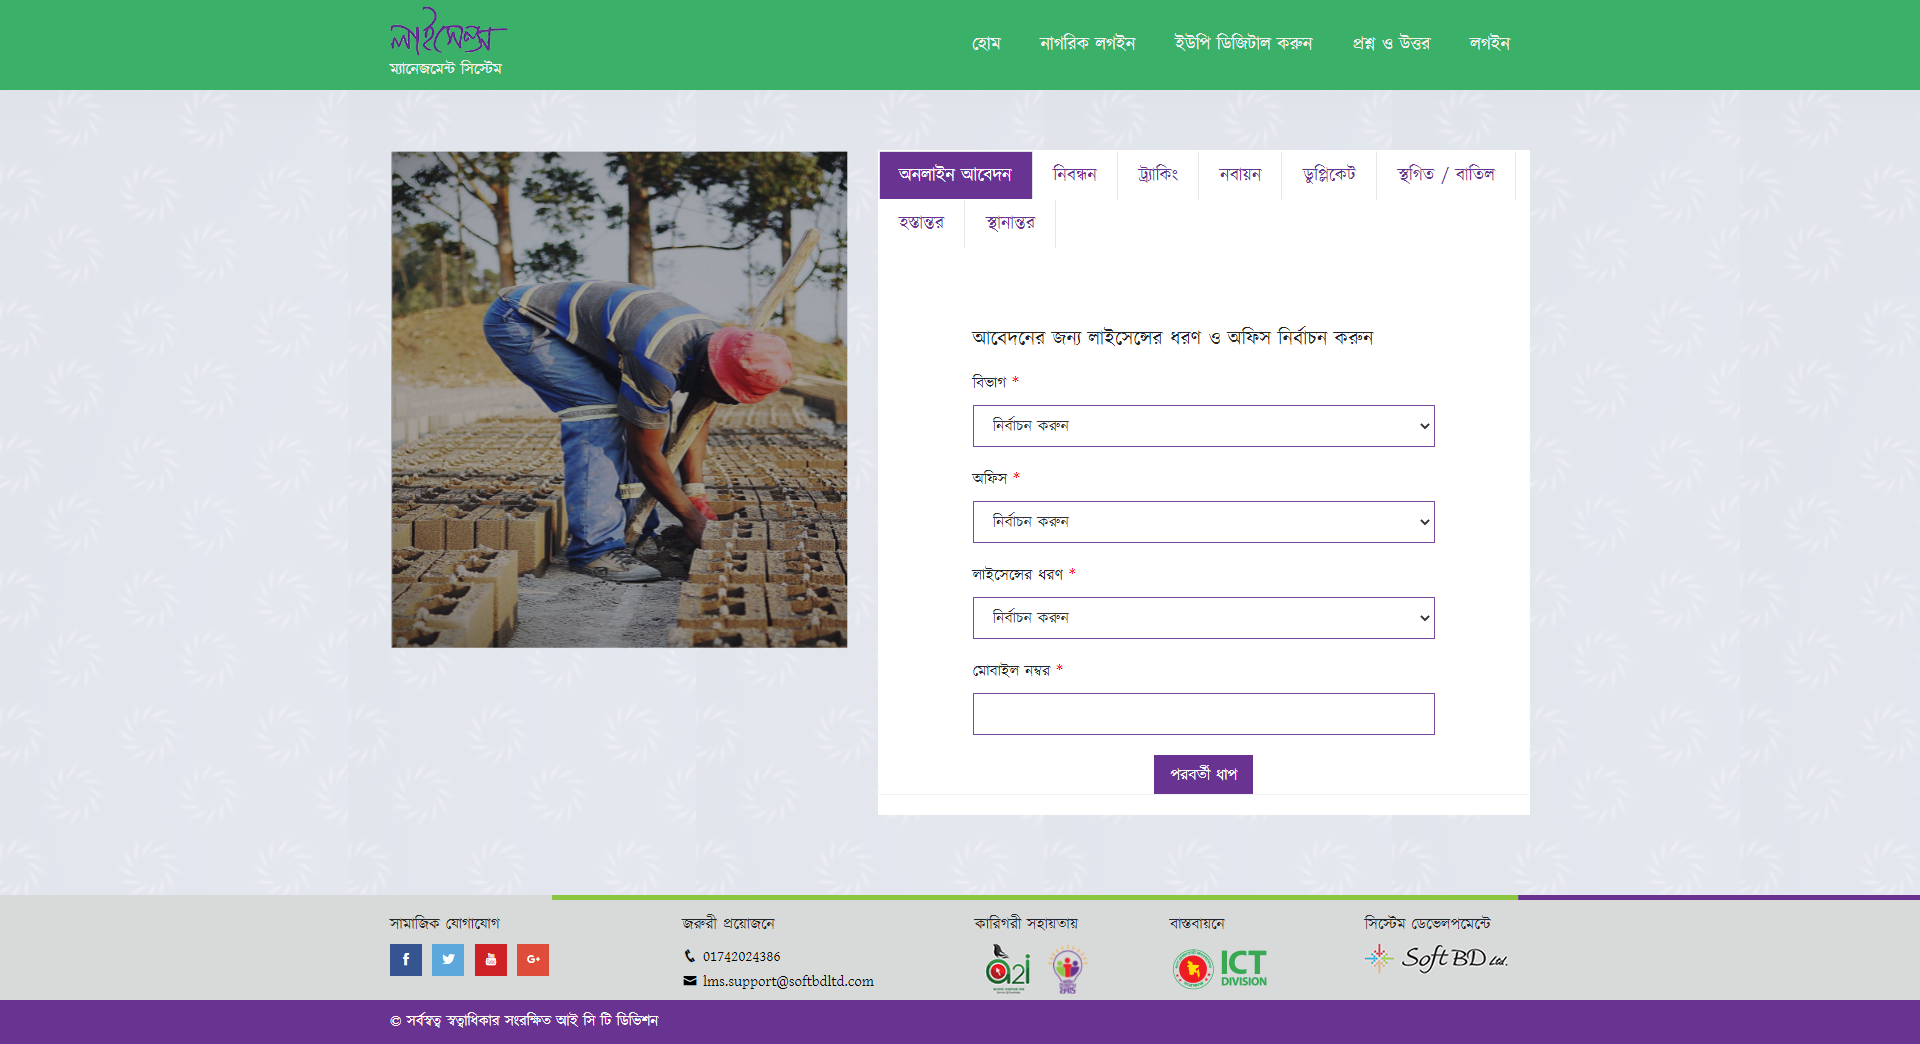 লাইসেন্স
ম্যানেজমেন্ট সিস্টেম
হোম
নাগরিক লগইন
ইউপি ডিজিটাল করুন
প্রশ্ন ও উত্তর
লগইন
অনলাইন আবেদন
নিবন্ধন
ট্র্যাকিং
নবায়ন
ডুপ্লিকেট
স্থগিত / বাতিল
হস্তান্তর
স্থানান্তর
আবেদনের জন্য লাইসেন্সের ধরণ ও অফিস নির্বাচন করুন
বিভাগ *
নির্বাচন করুন
অফিস *
নির্বাচন করুন
লাইসেন্সের ধরণ *
নির্বাচন করুন
মোবাইল নম্বর *
পরবর্তী ধাপ
সামাজিক যোগাযোগ
জরুরী প্রয়োজনে
01742024386
lms.support@softbdltd.com
কারিগরী সহায়তায়
a2i
বাস্তবায়নে
ICT
DIVISION
সিস্টেম ডেভেলপমেন্টে
Soft BD Ltd.
© সর্বস্বত্ব স্বত্বাধিকার সংরক্ষিত আই সি টি ডিভিশন